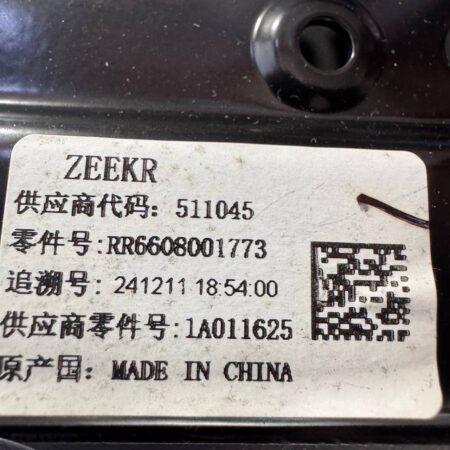 ZEEKR
供应商代码: 511045
零件号:RR6608001773
追溯号: 241211 18:54:00
供应商零件号:1A011625
原产国: MADE IN CHINA